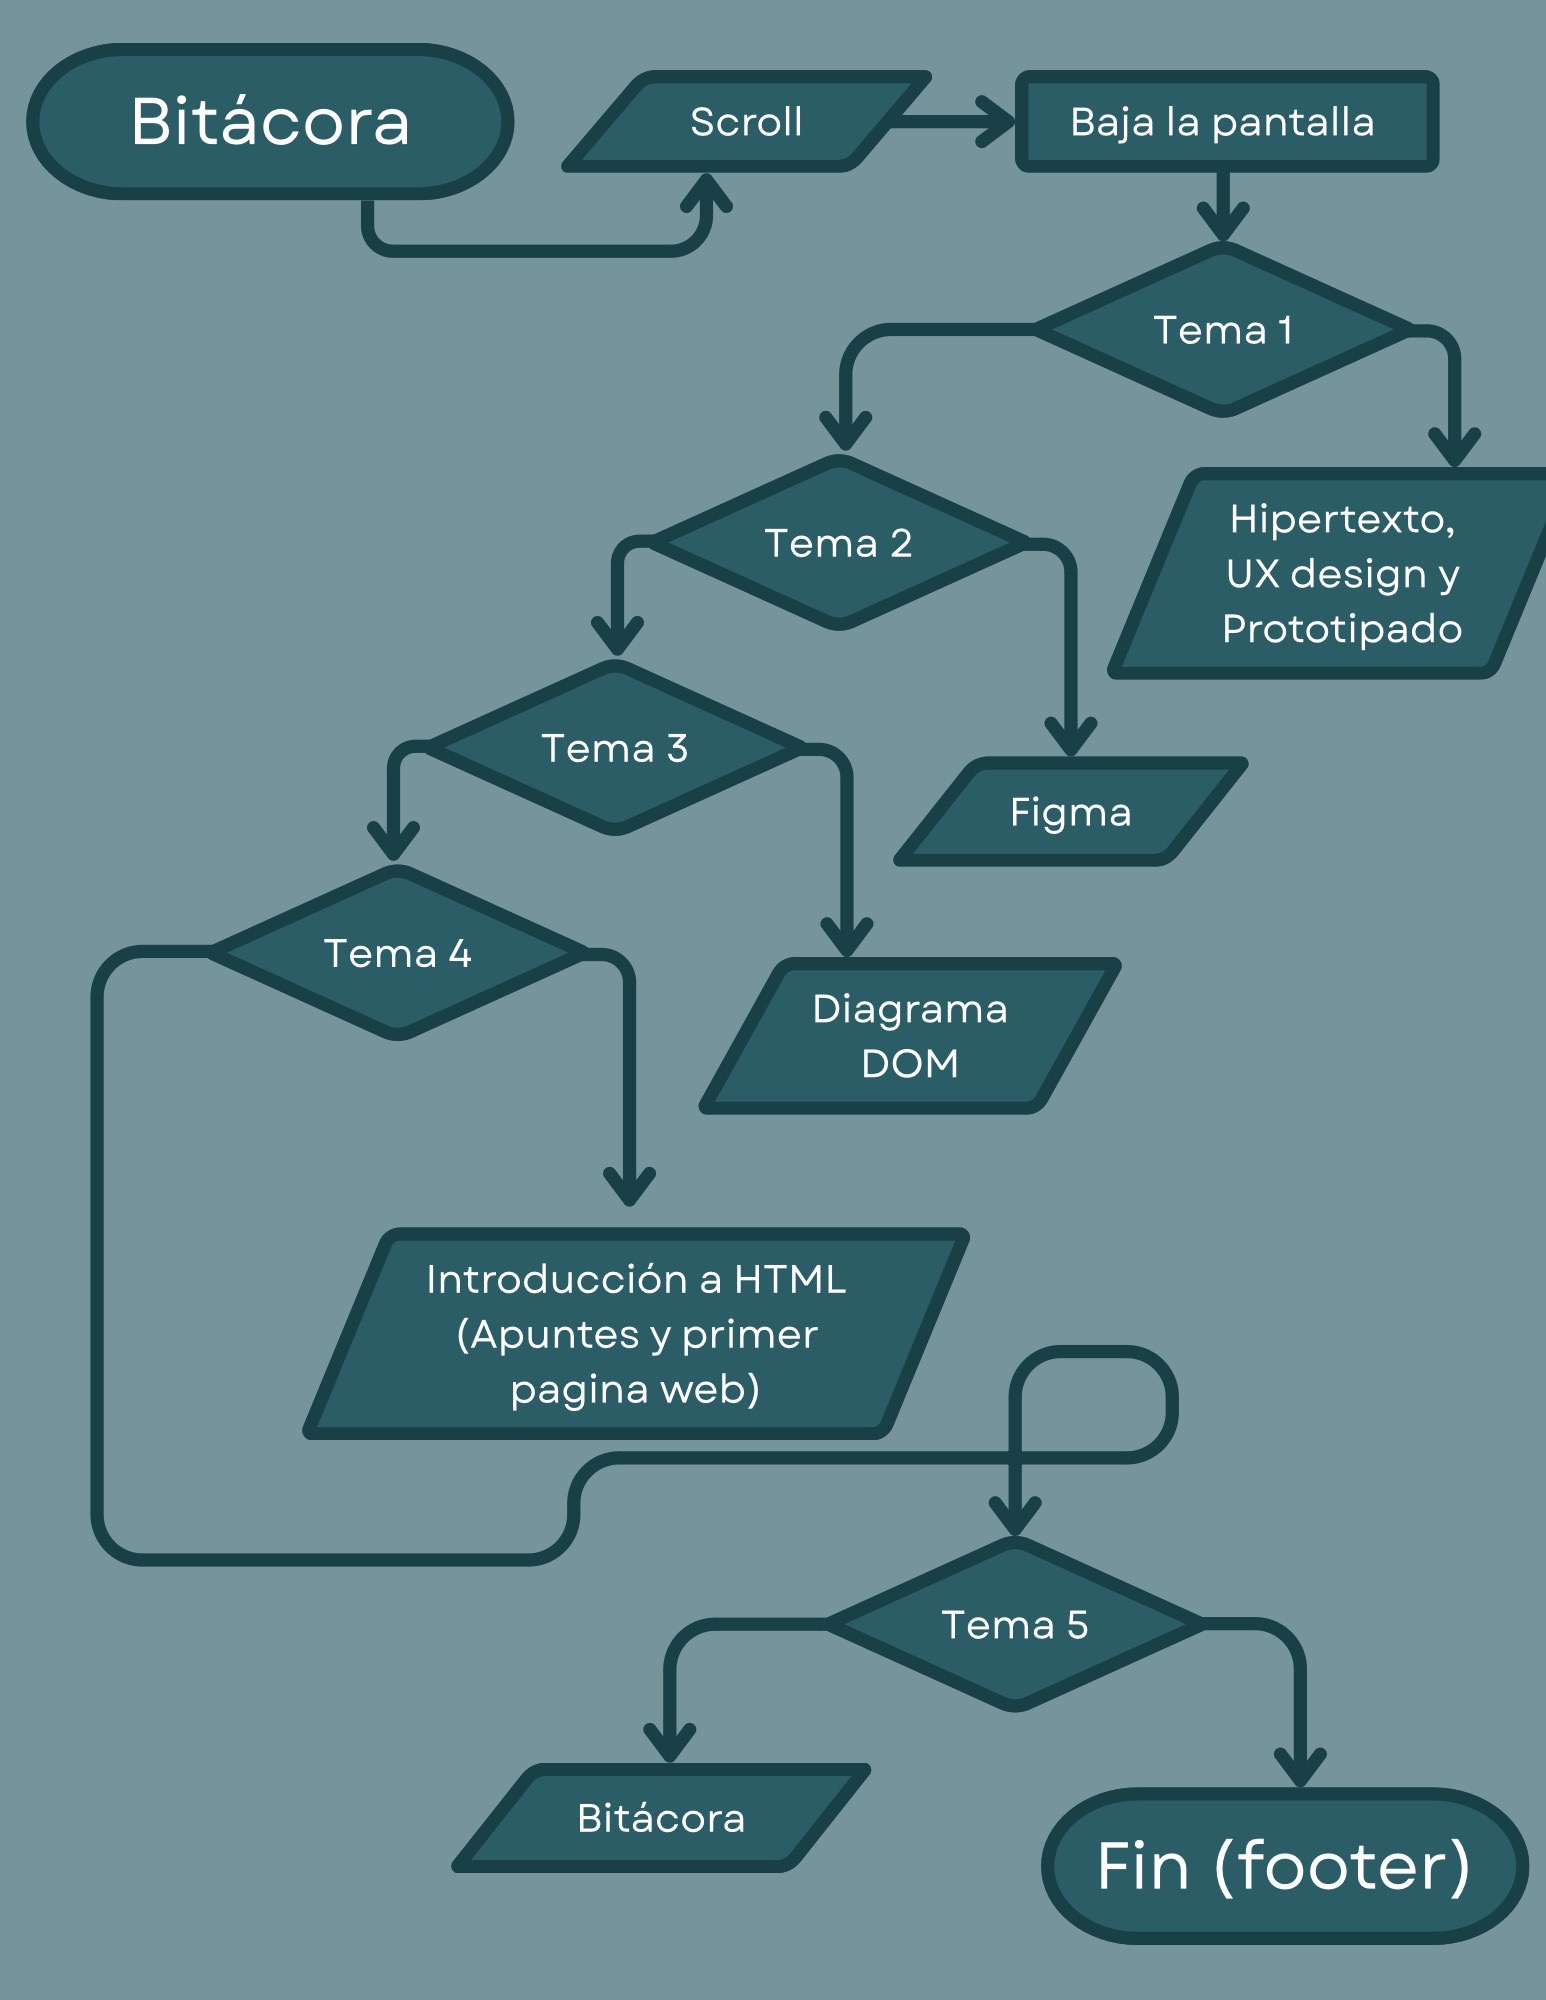 Bitácora
Scroll
Baja la pantalla
Tema 1
Tema 2
Hipertexto,
UX design y
Prototipado
Tema 3
Figma
Tema 4
Diagrama
DOM
Introducción a HTML
(Apuntes y primer
pagina web)
Tema 5
Bitácora
Fin (footer)